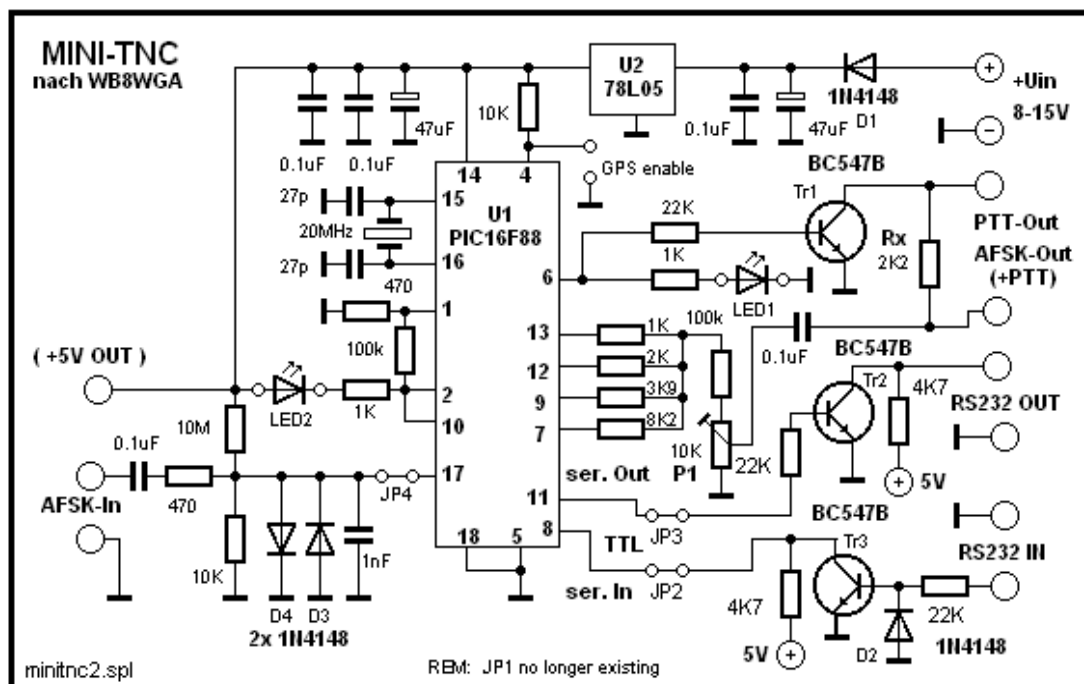 MINI-TNC
nach WB8WGA
U2
78L05
1N4148
D1
+Uin
8-15V
0.1uF
0.1uF
47uF
10K
0.1uF
47uF
GPS enable
BC547B
Tr1
14
4
27p
15
U1
PIC16F88
20MHz
27p
16
470
22K
1K
6
LED1
Rx
2K2
PTT-Out
AFSK-Out
(+PTT)
1
100k
13
1K
100k
0.1uF
BC547B
( +5V OUT )
12
2K
Tr2
4K7
LED2
1K
2
9
3K9
RS232 OUT
10
7
8K2
10K
P1
22K
10M
0.1uF
17
JP4
ser. Out
5V
AFSK-In
470
11
JP3
BC547B
18
5
8
TTL
Tr3
RS232 IN
10K
1nF
ser. In
JP2
4K7
22K
D4
D3
2x 1N4148
5V
D2
1N4148
minitnc2.spl
REM: JP1 no longer existing